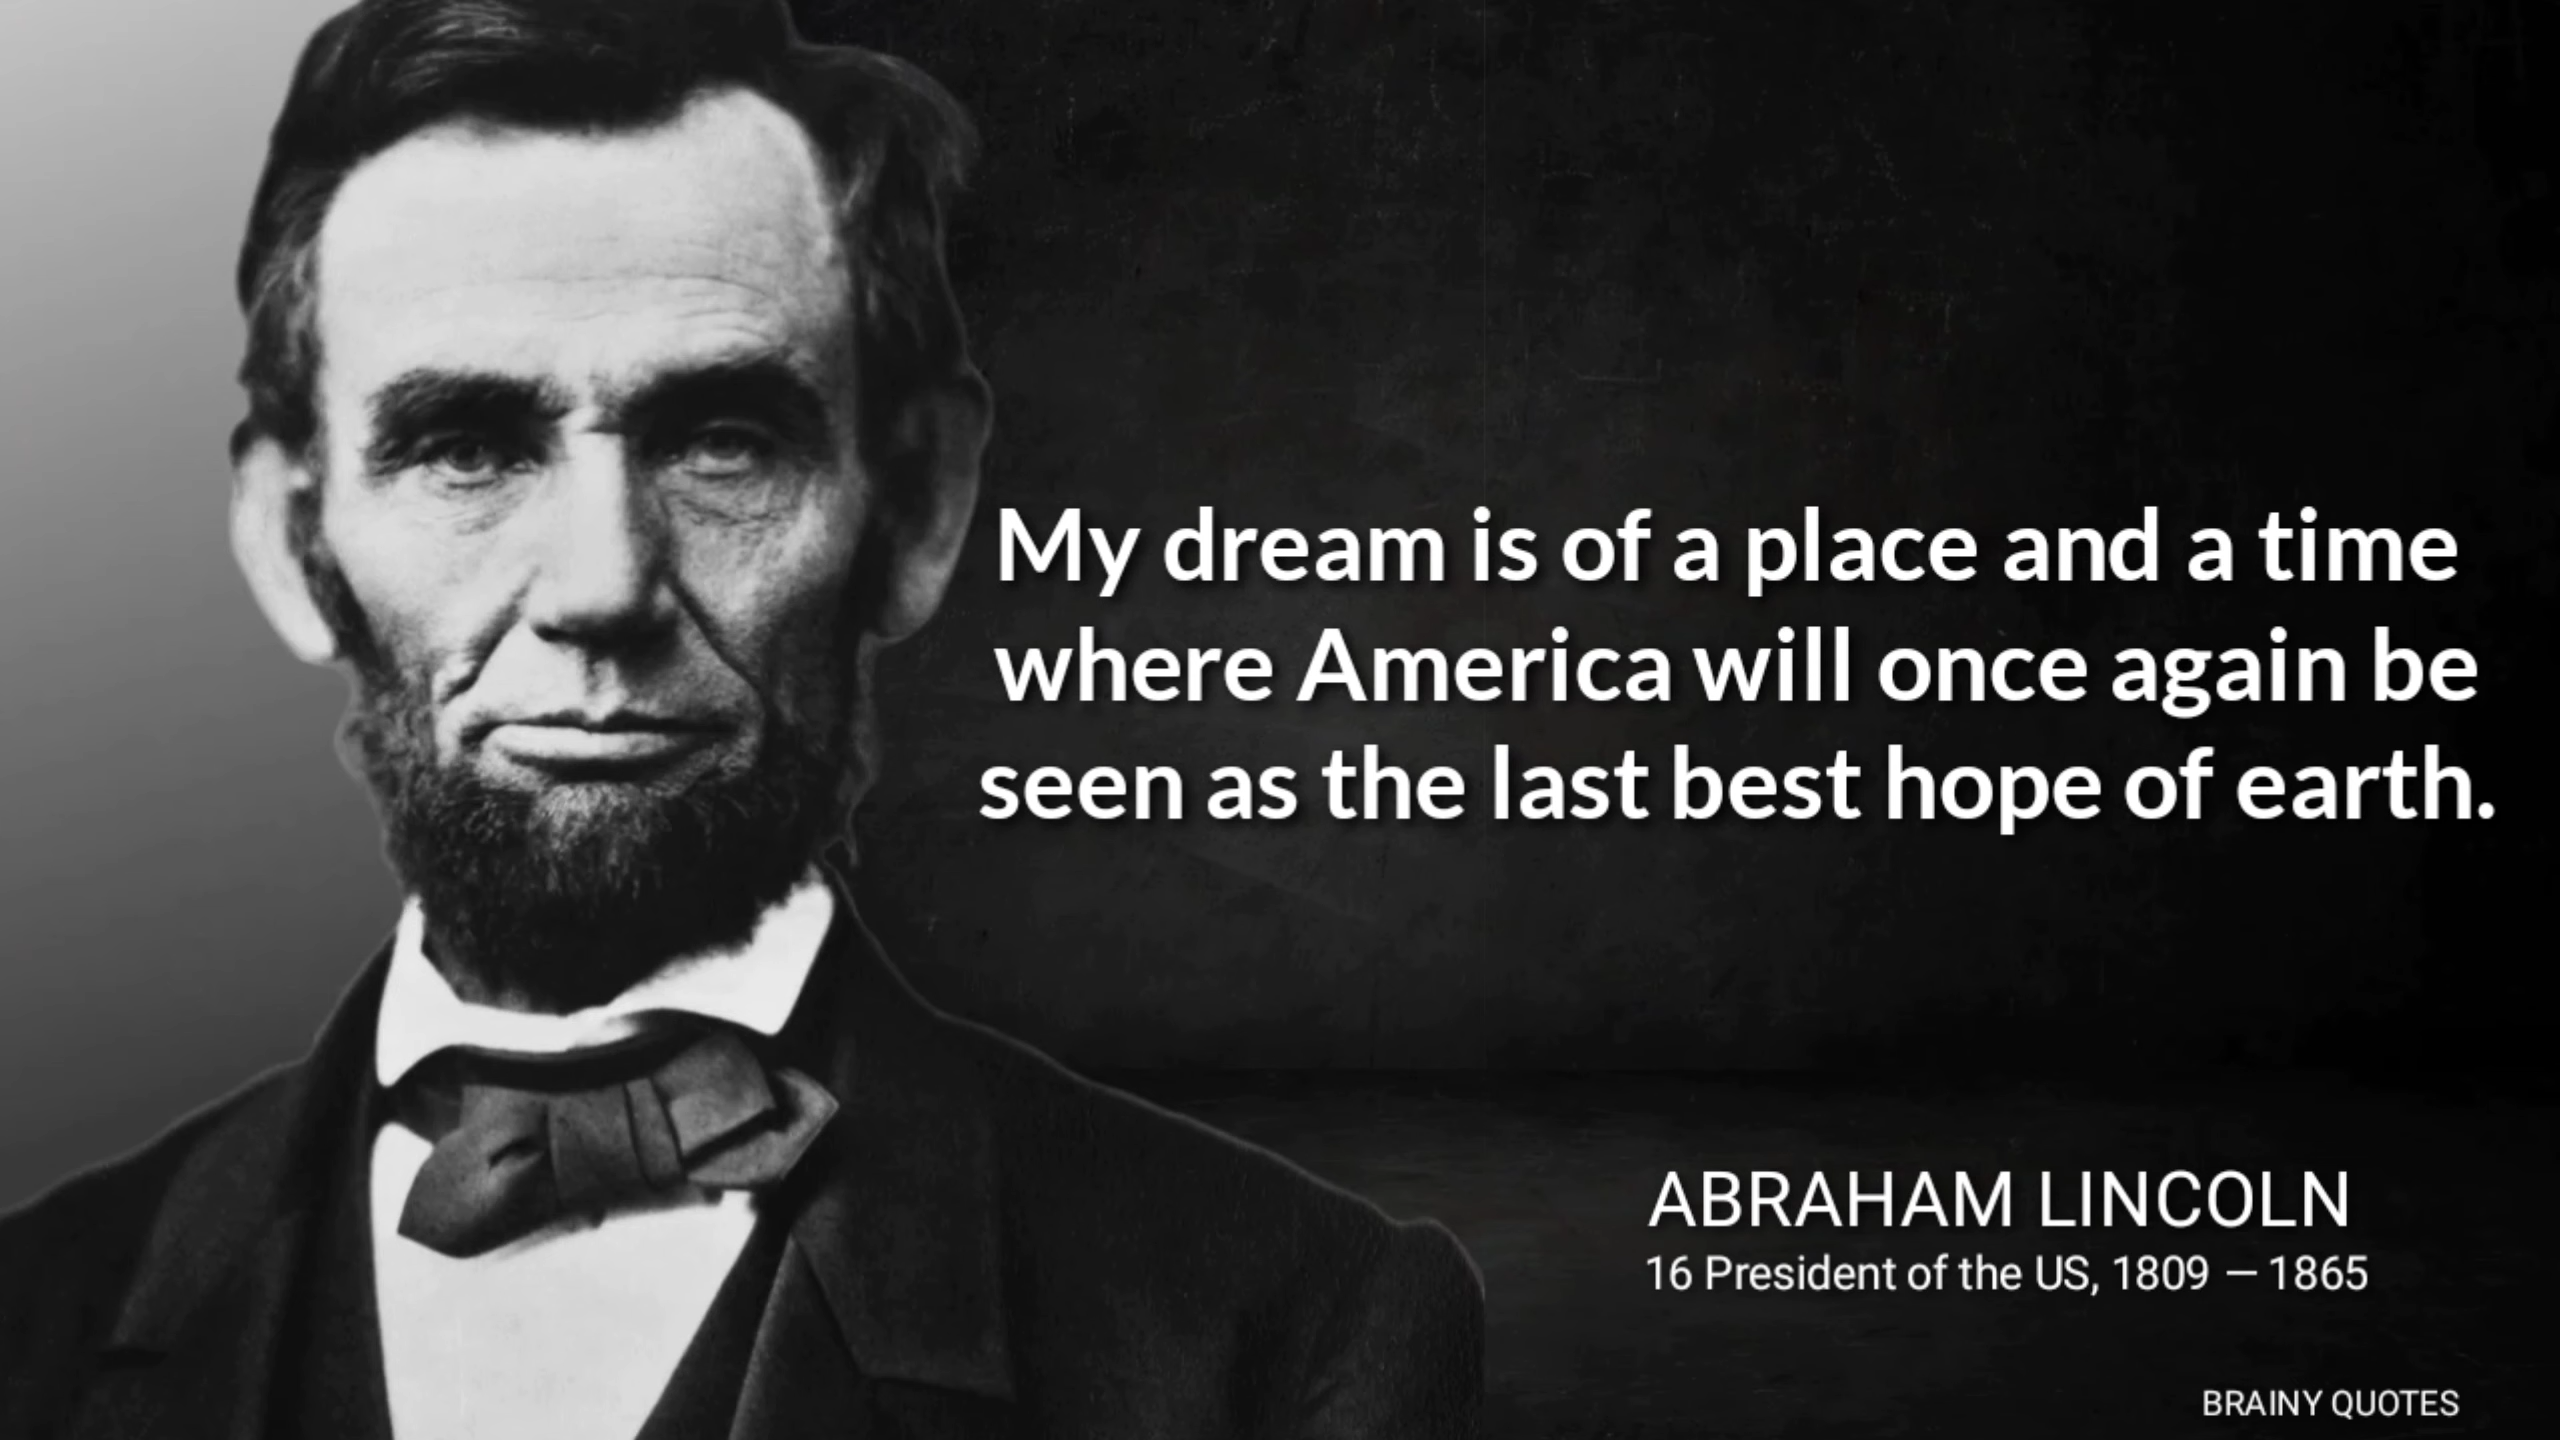 My dream is of a place and a time
where America will once again be
seen as the last best hope of earth.
ABRAHAM LINCOLN
16 President of the US, 1809 — 1865
BRAINY QUOTES